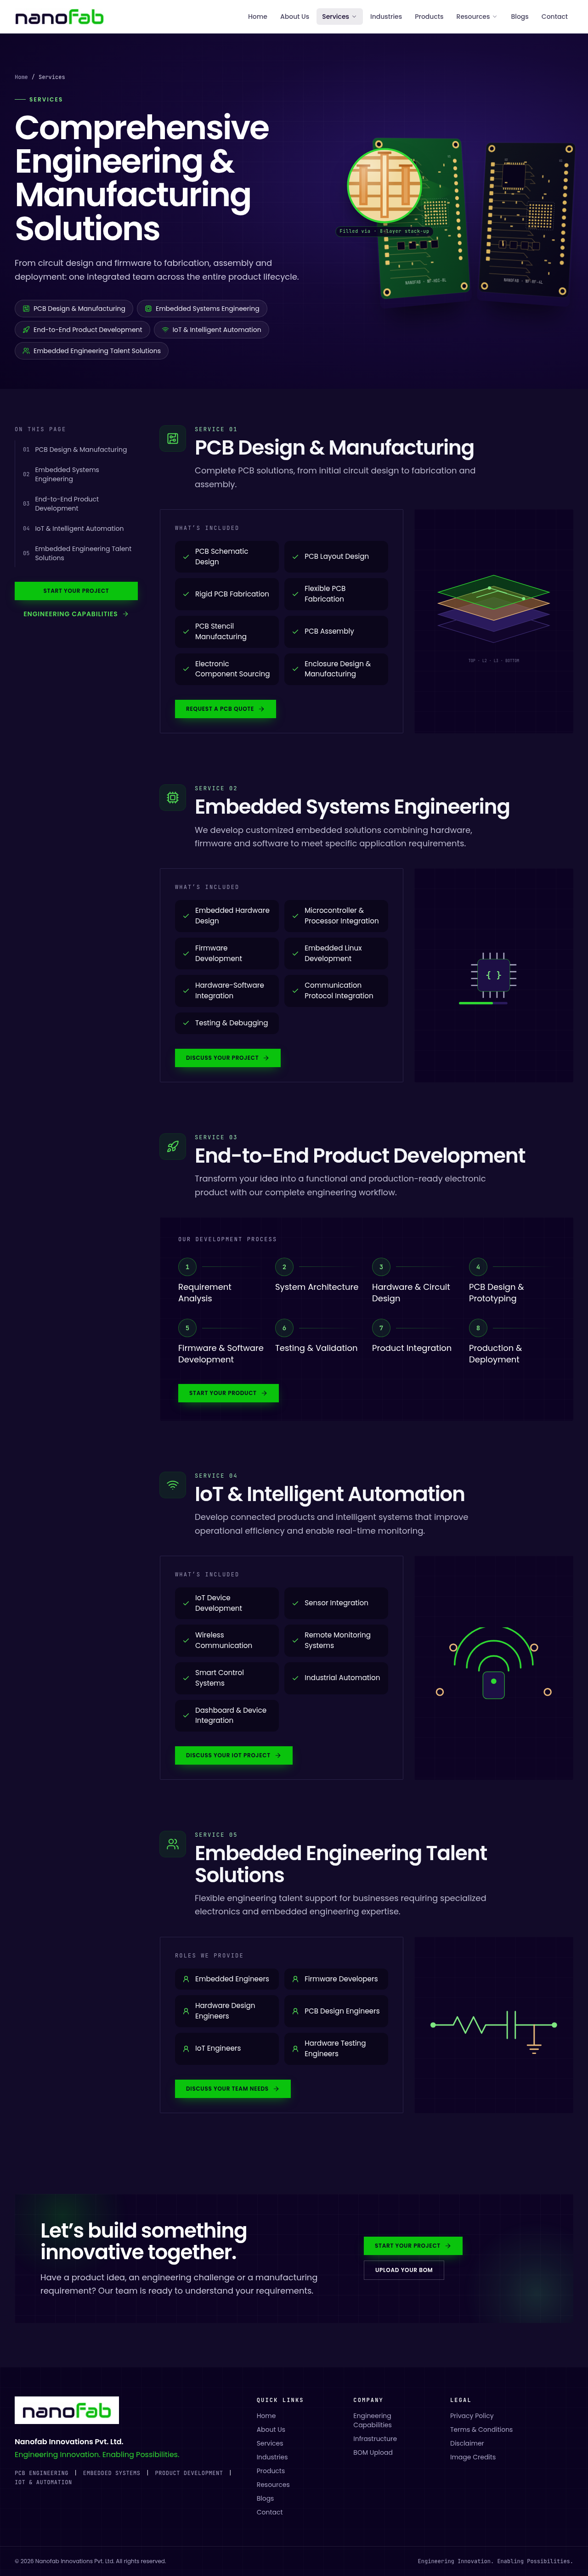 nanoFab
Home
About Us
Services
Industries
Products
Resources
Blogs
Contact
Home / Services
SERVICES
Comprehensive
Engineering &
Manufacturing
Solutions
From circuit design and firmware to fabrication, assembly and
deployment: one integrated team across the entire product lifecycle.
PCB Design & Manufacturing
Embedded Systems Engineering
End-to-End Product Development
IoT & Intelligent Automation
Embedded Engineering Talent Solutions
Filled via · 8-layer stack-up
ON THIS PAGE
01 PCB Design & Manufacturing
02 Embedded Systems
Engineering
03 End-to-End Product
Development
04 IoT & Intelligent Automation
05 Embedded Engineering Talent
Solutions
START YOUR PROJECT
ENGINEERING CAPABILITIES
SERVICE 01
PCB Design & Manufacturing
Complete PCB solutions, from initial circuit design to fabrication and
assembly.
WHAT'S INCLUDED
PCB Schematic
Design
PCB Layout Design
Rigid PCB Fabrication
Flexible PCB
Fabrication
PCB Stencil
Manufacturing
PCB Assembly
Electronic
Component Sourcing
Enclosure Design &
Manufacturing
REQUEST A PCB QUOTE
TOP · L2 · L3 · BOTTOM
SERVICE 02
Embedded Systems Engineering
We develop customized embedded solutions combining hardware,
firmware and software to meet specific application requirements.
WHAT'S INCLUDED
Embedded Hardware
Design
Microcontroller &
Processor Integration
Firmware
Development
Embedded Linux
Development
Hardware-Software
Integration
Communication
Protocol Integration
Testing & Debugging
DISCUSS YOUR PROJECT
{ }
SERVICE 03
End-to-End Product Development
Transform your idea into a functional and production-ready electronic
product with our complete engineering workflow.
OUR DEVELOPMENT PROCESS
1
Requirement
Analysis
2
System Architecture
3
Hardware & Circuit
Design
4
PCB Design &
Prototyping
5
Firmware & Software
Development
6
Testing & Validation
7
Product Integration
8
Production &
Deployment
START YOUR PRODUCT
SERVICE 04
IoT & Intelligent Automation
Develop connected products and intelligent systems that improve
operational efficiency and enable real-time monitoring.
WHAT'S INCLUDED
IoT Device
Development
Sensor Integration
Wireless
Communication
Remote Monitoring
Systems
Smart Control
Systems
Industrial Automation
Dashboard & Device
Integration
DISCUSS YOUR IOT PROJECT
SERVICE 05
Embedded Engineering Talent
Solutions
Flexible engineering talent support for businesses requiring specialized
electronics and embedded engineering expertise.
ROLES WE PROVIDE
Embedded Engineers
Firmware Developers
Hardware Design
Engineers
PCB Design Engineers
IoT Engineers
Hardware Testing
Engineers
DISCUSS YOUR TEAM NEEDS
Let's build something
innovative together.
Have a product idea, an engineering challenge or a manufacturing
requirement? Our team is ready to understand your requirements.
START YOUR PROJECT
UPLOAD YOUR BOM
nanoFab
Nanofab Innovations Pvt. Ltd.
Engineering Innovation. Enabling Possibilities.
PCB ENGINEERING | EMBEDDED SYSTEMS | PRODUCT DEVELOPMENT |
IOT & AUTOMATION
QUICK LINKS
Home
About Us
Services
Industries
Products
Resources
Blogs
Contact
COMPANY
Engineering
Capabilities
Infrastructure
BOM Upload
LEGAL
Privacy Policy
Terms & Conditions
Disclaimer
Image Credits
© 2026 Nanofab Innovations Pvt. Ltd. All rights reserved.
Engineering Innovation. Enabling Possibilities.